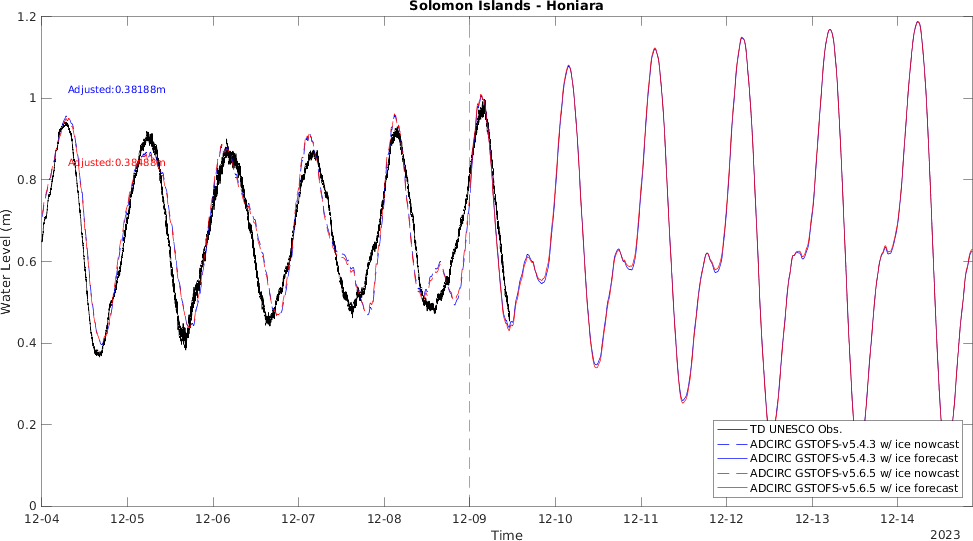 Solomon Islands - Honiara
1.2
1
0.8
0.6
0.4
0.2
0
Water Level (m)
Adjusted:0.38188m
Adjusted:0.38488m
TD UNESCO Obs.
ADCIRC GSTOFS-v5.4.3 w/ ice nowcast
ADCIRC GSTOFS-v5.4.3 w/ ice forecast
ADCIRC GSTOFS-v5.6.5 w/ ice nowcast
ADCIRC GSTOFS-v5.6.5 w/ ice forecast
12-04 12-05 12-06 12-07 12-08 12-09 12-10 12-11 12-12 12-13 12-14
Time
2023